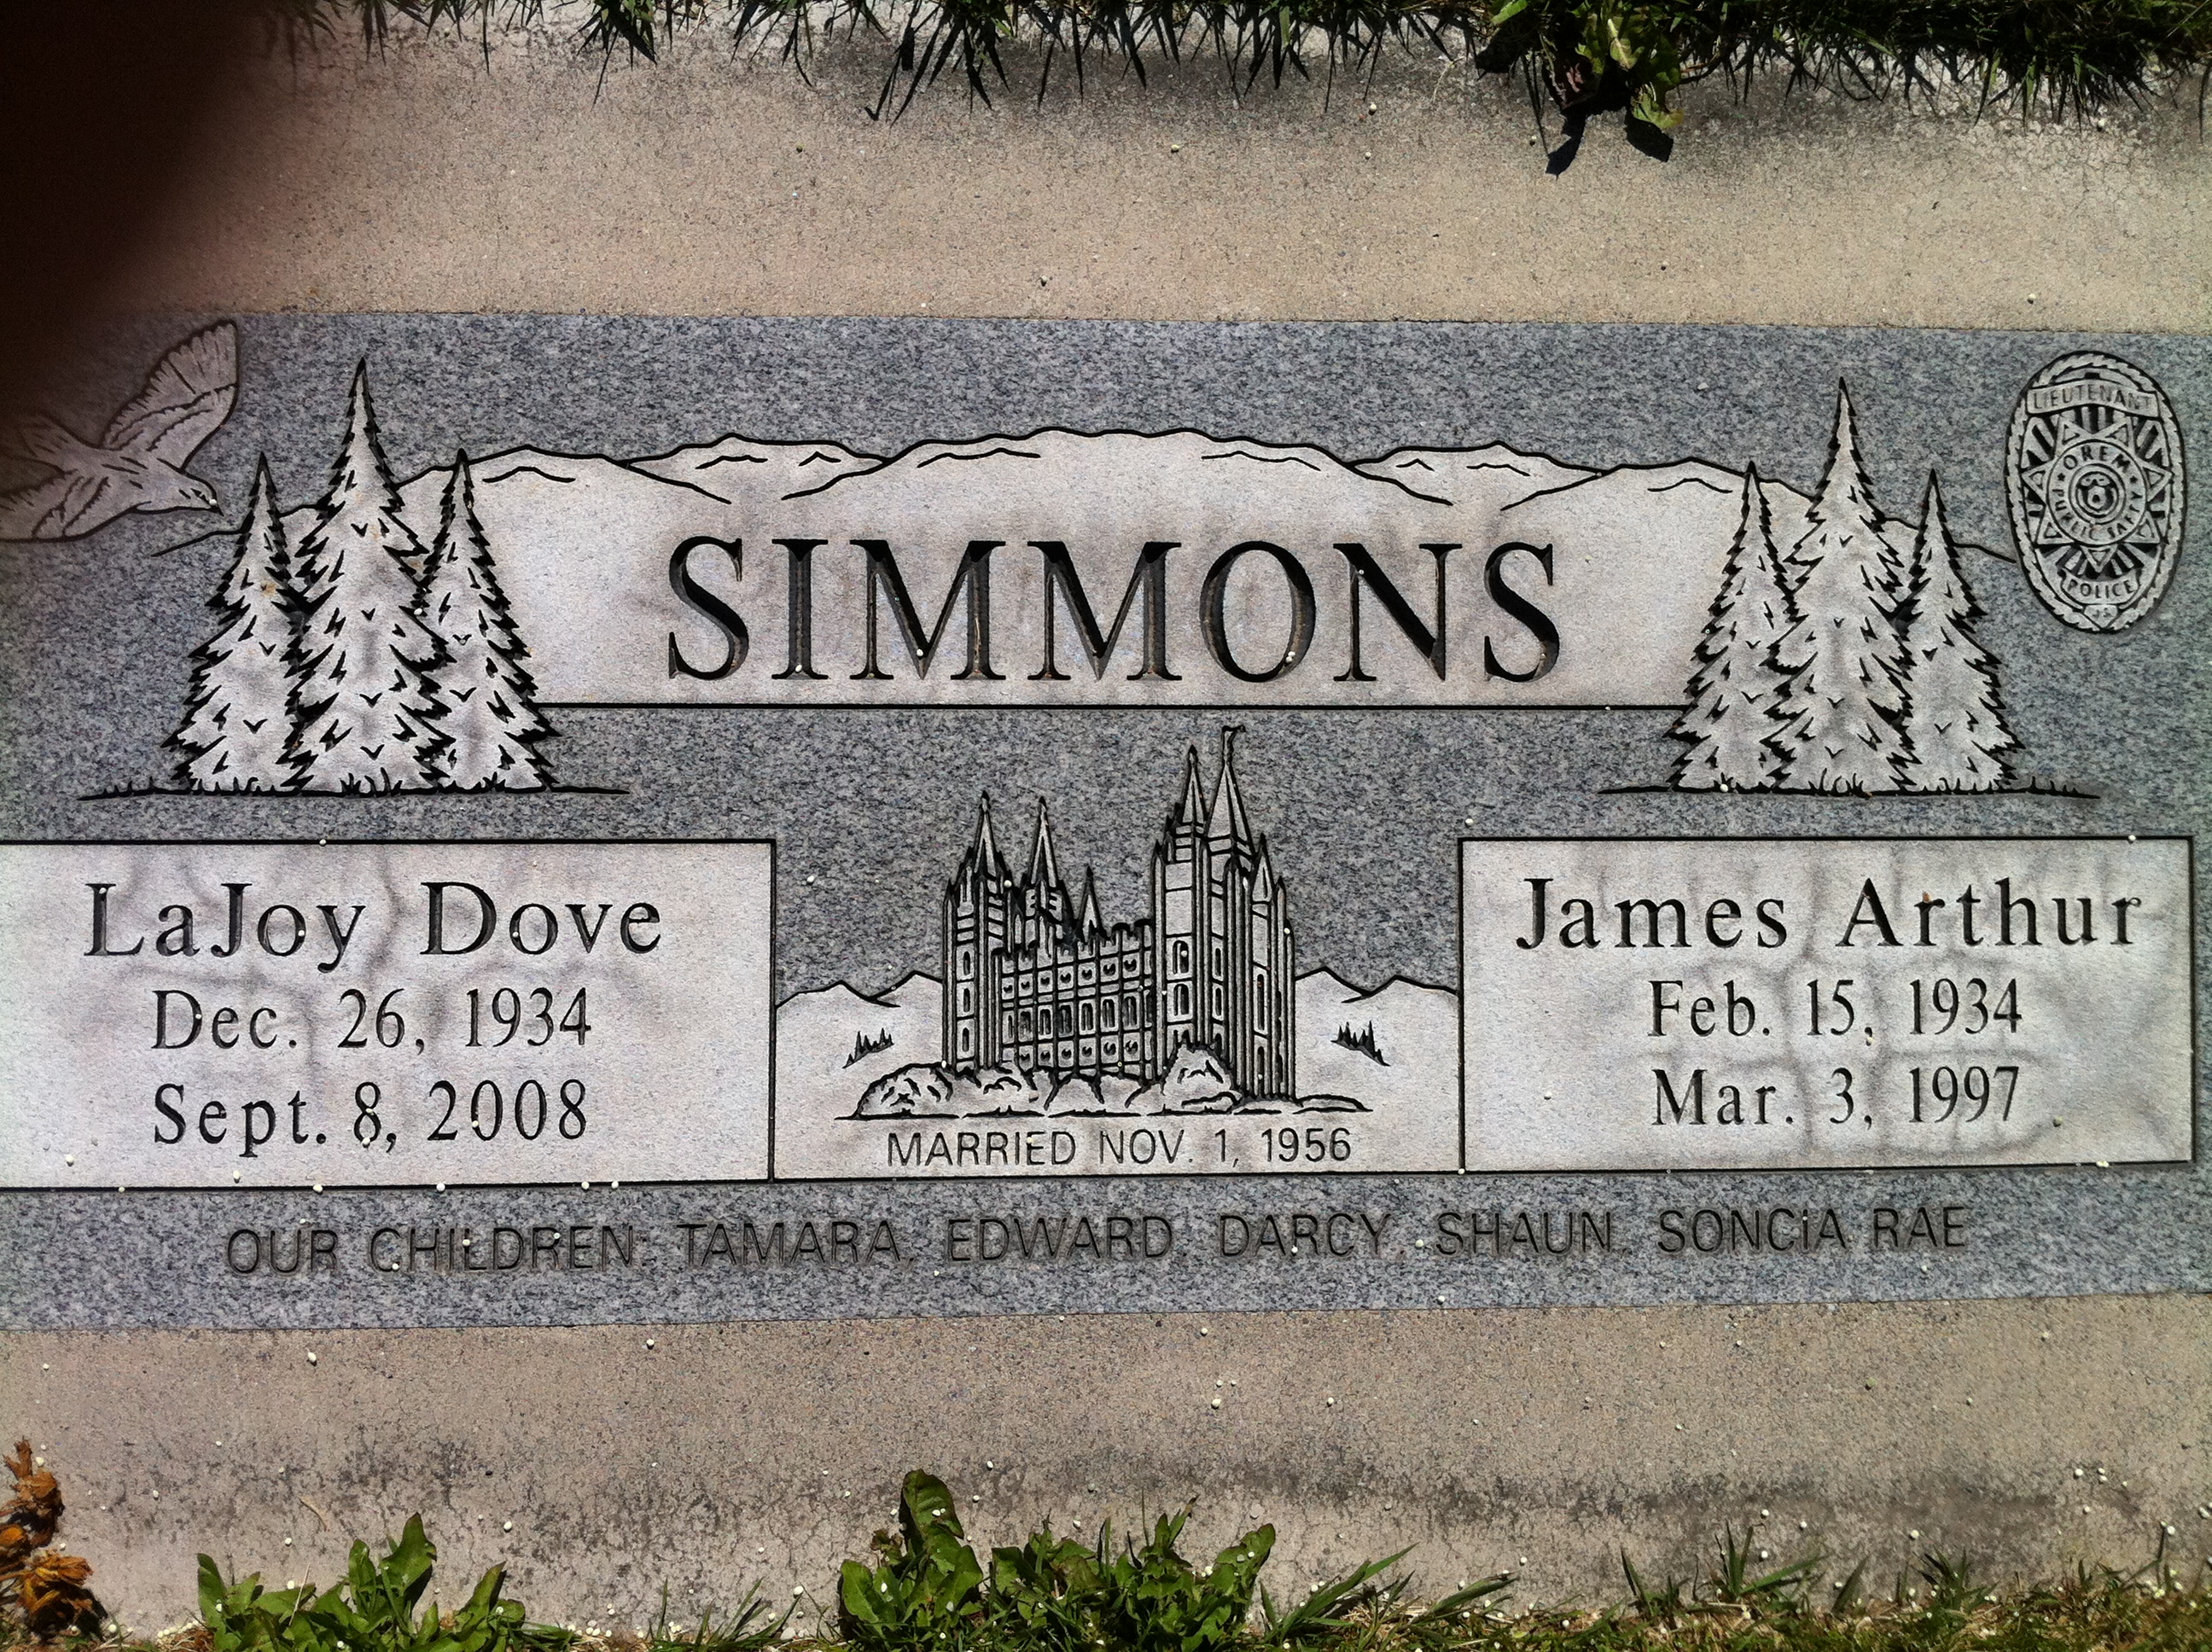 LIEUTENANT
OREM
PUBLIC SAFTY
POLICE
SIMMONS
LaJoy Dove
Dec. 26, 1934
Sept. 8, 2008
MARRIED NOV. 1, 1956
James Arthur
Feb. 15, 1934
Mar. 3, 1997
OUR CHILDREN: TAMARA, EDWARD DARCY, SHAUN, SONCiA RAE